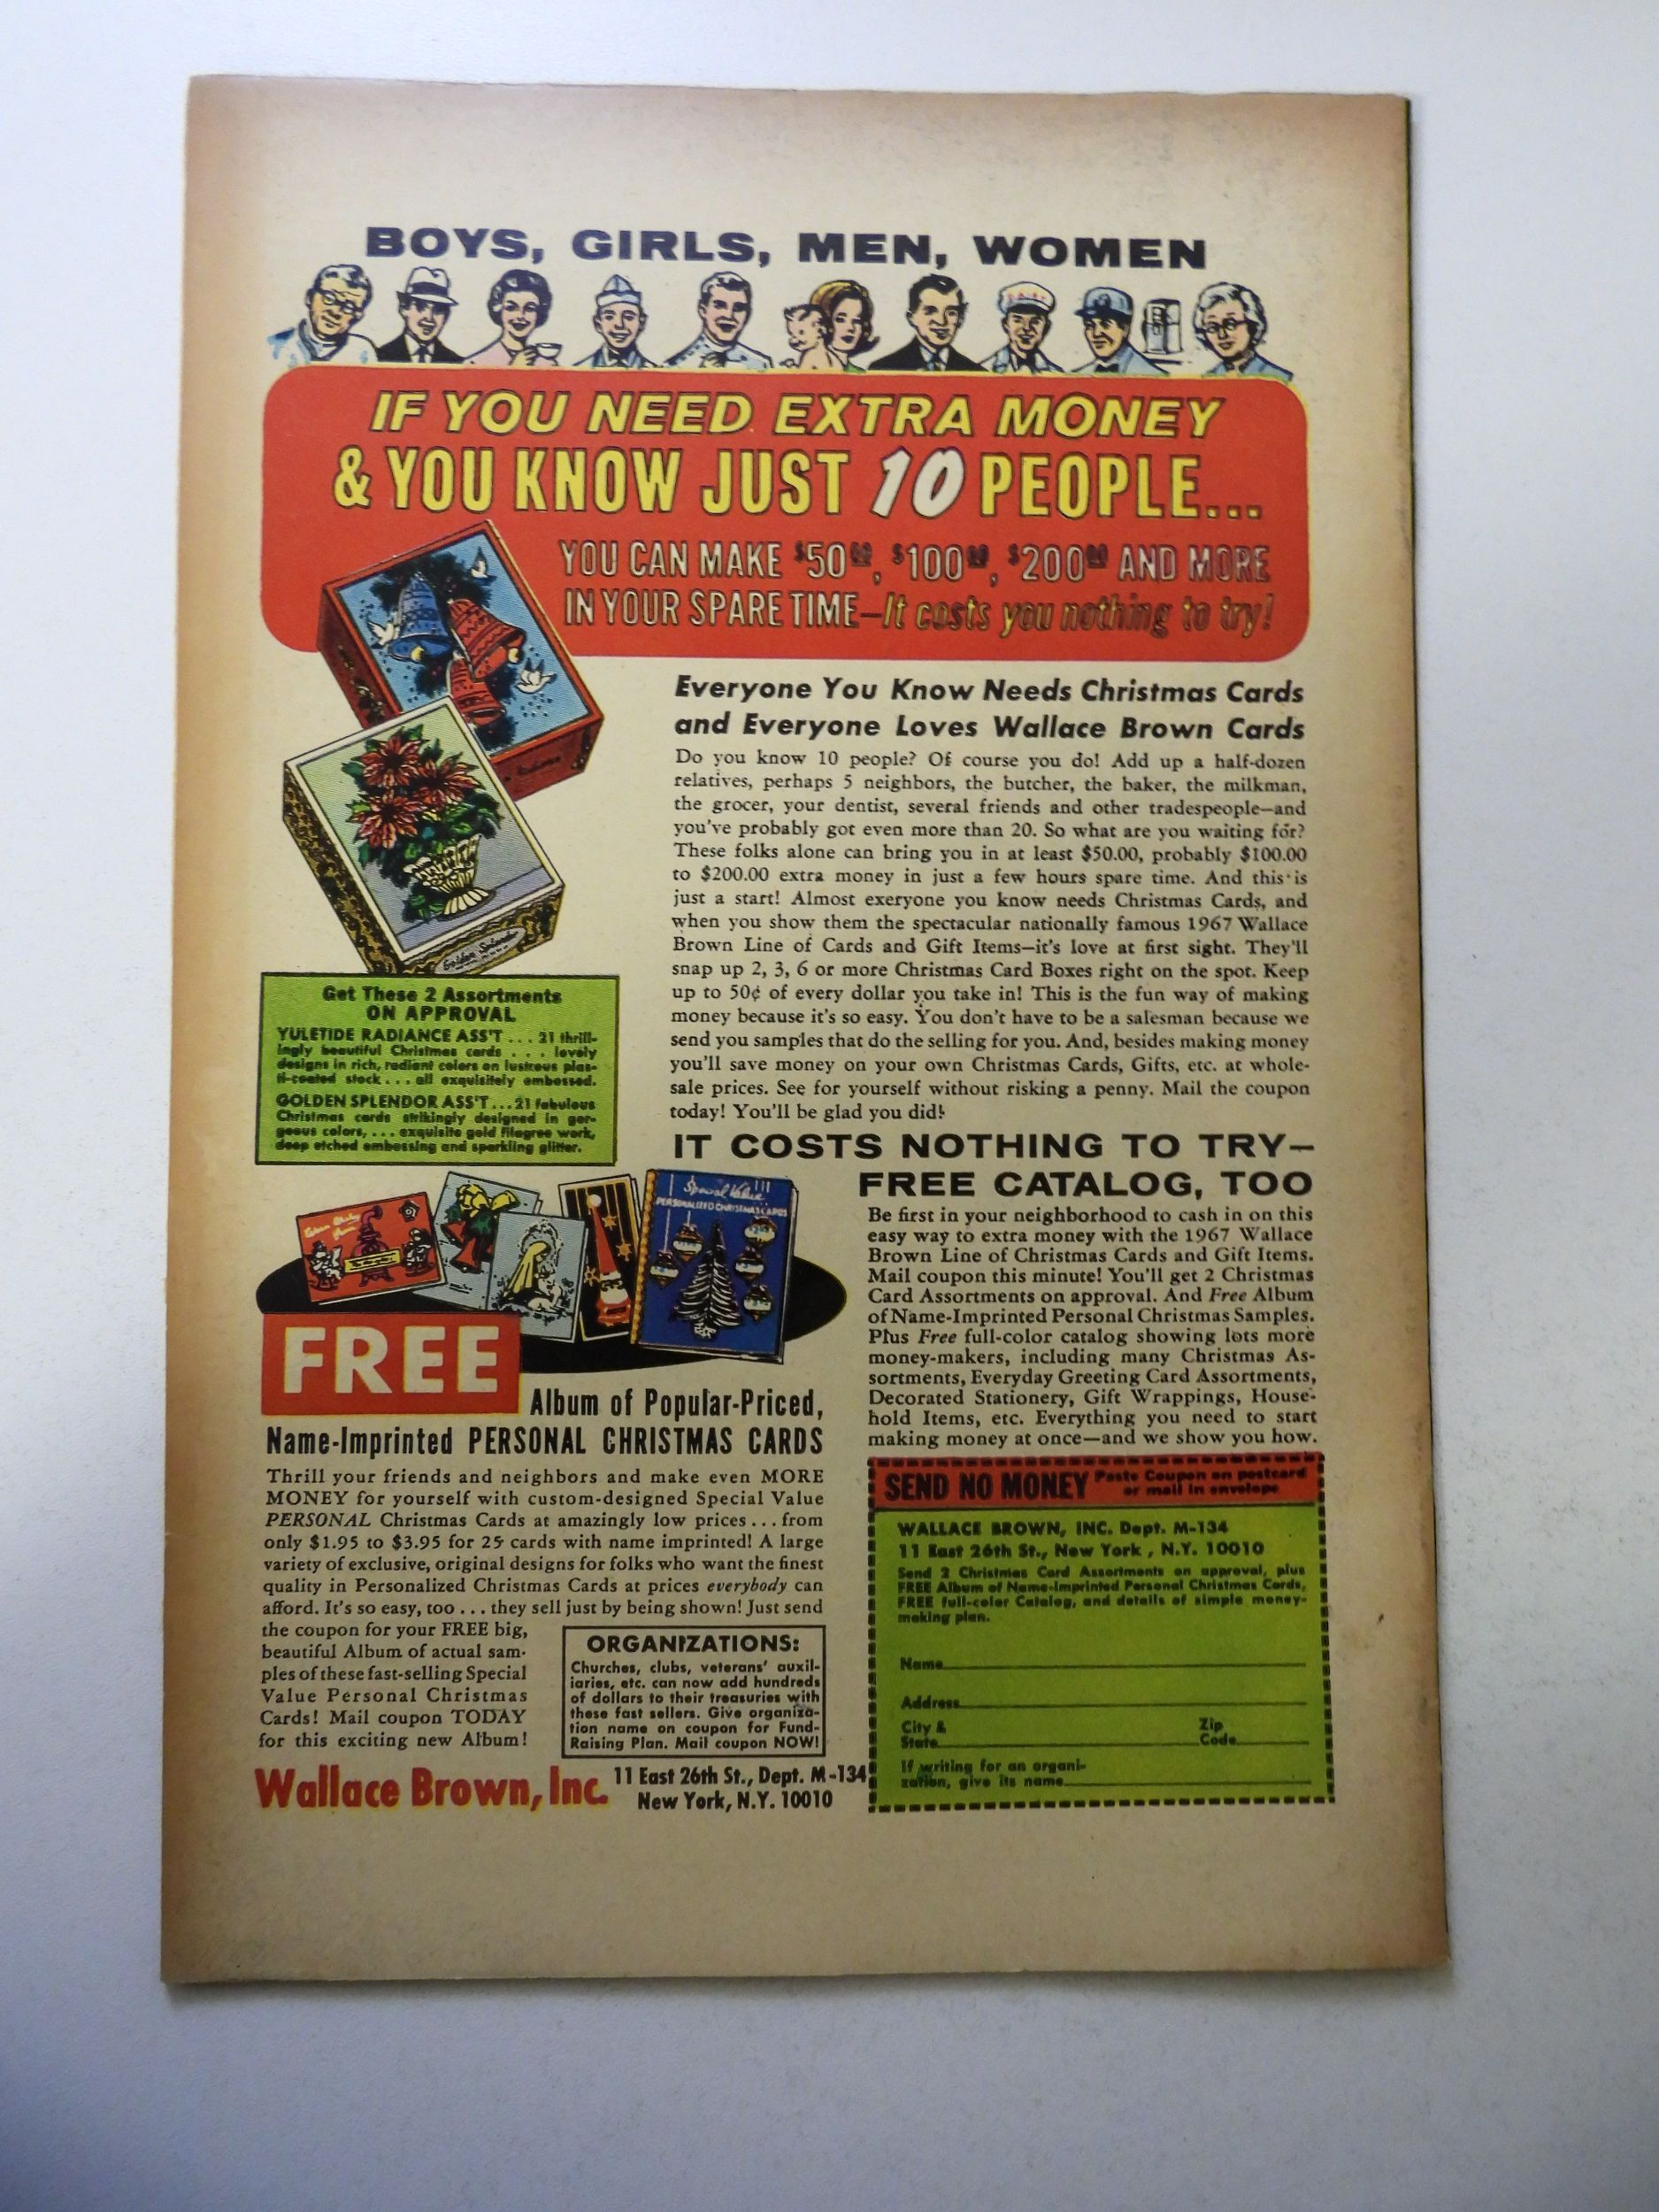 BOYS, GIRLS, MEN, WOMEN
IF YOU NEED EXTRA MONEY
& YOU KNOW JUST 10 PEOPLE...
YOU CAN MAKE $50.00, $100.00, $200.00 AND MORE
IN YOUR SPARE TIME—It costs you nothing to try!
Golden Splendor
Everyone You Know Needs Christmas Cards
and Everyone Loves Wallace Brown Cards
Do you know 10 people? Of course you do! Add up a half-dozen
relatives, perhaps 5 neighbors, the butcher, the baker, the milkman,
the grocer, your dentist, several friends and other tradespeople—and
you've probably got even more than 20. So what are you waiting for?
These folks alone can bring you in at least $50.00, probably $100.00
to $200.00 extra money in just a few hours spare time. And this is
just a start! Almost exeryone you know needs Christmas Cards, and
when you show them the spectacular nationally famous 1967 Wallace
Brown Line of Cards and Gift Items—it's love at first sight. They'll
snap up 2, 3, 6 or more Christmas Card Boxes right on the spot. Keep
up to 50¢ of every dollar you take in! This is the fun way of making
money because it's so easy. You don't have to be a salesman because we
send you samples that do the selling for you. And, besides making money
you'll save money on your own Christmas Cards, Gifts, etc. at whole-
sale prices. See for yourself without risking a penny. Mail the coupon
today! You'll be glad you did!
Get These 2 Assortments
ON APPROVAL
YULETIDE RADIANCE ASS'T... 21 thrill-
ingly beautiful Christmas cards . . . lovely
designs in rich, radiant colors on lustrous plas-
ti-coated stock... all exquisitely embossed.
GOLDEN SPLENDOR ASS'T...21 fabulous
Christmas cards strikingly designed in gor-
geous colors, ... exquisite gold filagree work,
deep etched embossing and sparkling glitter.
IT COSTS NOTHING TO TRY—
FREE CATALOG, TOO
Be first in your neighborhood to cash in on this
easy way to extra money with the 1967 Wallace
Brown Line of Christmas Cards and Gift Items.
Mail coupon this minute! You'll get 2 Christmas
Card Assortments on approval. And Free Album
of Name-Imprinted Personal Christmas Samples.
Plus Free full-color catalog showing lots more
money-makers, including many Christmas As-
sortments, Everyday Greeting Card Assortments,
Decorated Stationery, Gift Wrappings, House-
hold Items, etc. Everything you need to start
making money at once—and we show you how.
Special Value
PERSONALIZED CHRISTMAS CARDS
FREE
Album of Popular-Priced,
Name-Imprinted PERSONAL CHRISTMAS CARDS
Thrill your friends and neighbors and make even MORE
MONEY for yourself with custom-designed Special Value
PERSONAL Christmas Cards at amazingly low prices... from
only $1.95 to $3.95 for 25 cards with name imprinted! A large
variety of exclusive, original designs for folks who want the finest
quality in Personalized Christmas Cards at prices everybody can
afford. It's so easy, too... they sell just by being shown! Just send
the coupon for your FREE big,
beautiful Album of actual sam-
ples of these fast-selling Special
Value Personal Christmas
Cards! Mail coupon TODAY
for this exciting new Album!
ORGANIZATIONS:
Churches, clubs, veterans' auxil-
iaries, etc. can now add hundreds
of dollars to their treasuries with
these fast sellers. Give organiza-
tion name on coupon for Fund-
Raising Plan. Mail coupon NOW!
Wallace Brown, Inc.
11 East 26th St., Dept. M-134
New York, N.Y. 10010
SEND NO MONEY
Paste Coupon on postcard
or mail in envelope
WALLACE BROWN, INC. Dept. M-134
11 East 26th St., New York, N.Y. 10010
Send 2 Christmas Card Assortments on approval, plus
FREE Album of Name-Imprinted Personal Christmas Cards,
FREE full-color Catalog, and details of simple money-
making plan.
Name
Address
City &
State
Zip
Code
If writing for an organi-
zation, give its name